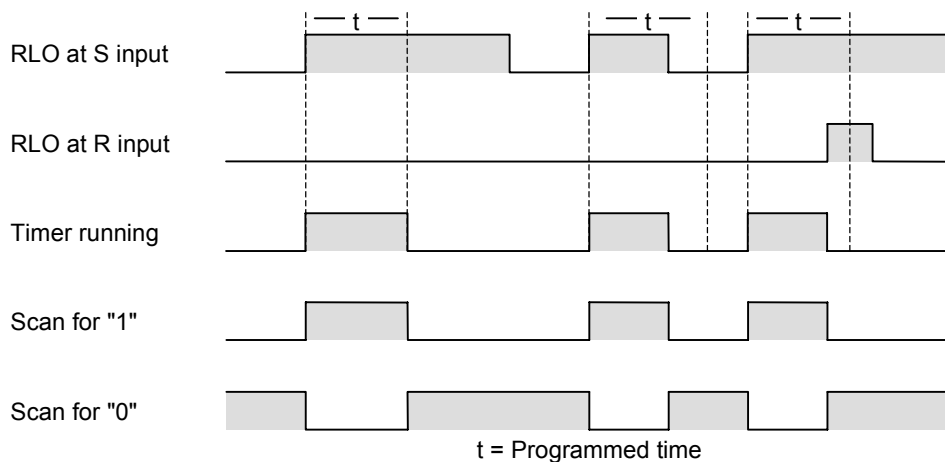 t t t
RLO at S input
RLO at R input
Timer running
Scan for "1"
Scan for "0"
t = Programmed time